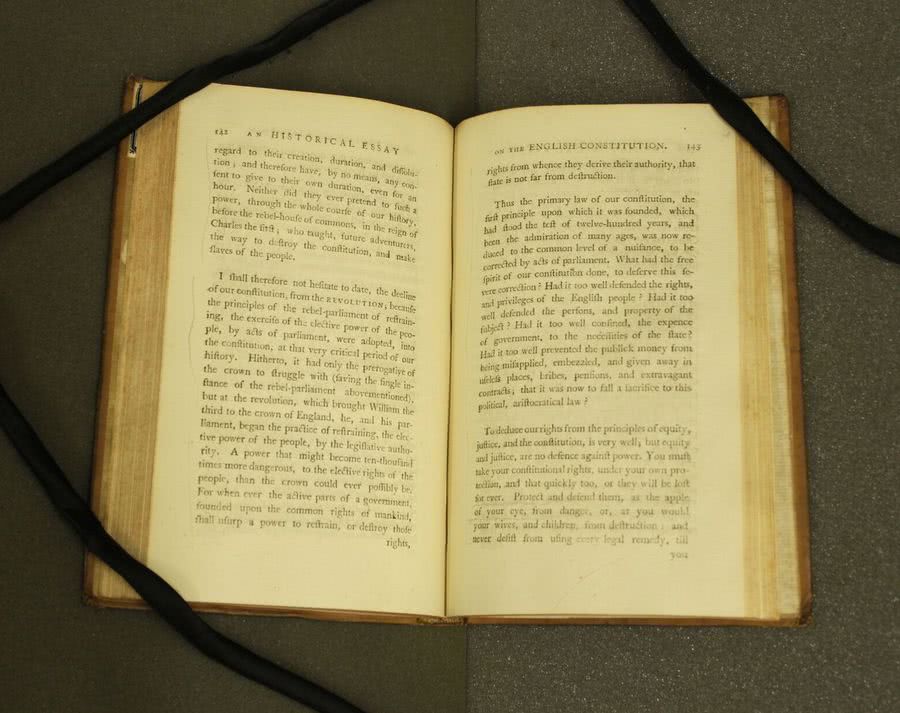 142 AN HISTORICAL ESSAY
regard to their creation, duration, and dissolu-
tion; and therefore have, by no means, any con-
sent to give to their own duration, even for an
hour. Neither did they ever pretend to such a
power, through the whole course of our history,
before the rebel-house of commons, in the reign of
Charles the first; who taught, future adventurers,
the way to destroy the constitution, and make
slaves of the people.
I shall therefore not hesitate to date, the decline
of our constitution, from the REVOLUTION; because
the principles of the rebel-parliament of restrain-
ing, the exercise of the elective power of the peo-
ple, by acts of parliament, were adopted, into
the constitution, at that very critical period of our
history. Hitherto, it had only the prerogative of
the crown to struggle with (saving the single in-
stance of the rebel-parliament abovementioned),
but at the revolution, which brought William the
third to the crown of England, he, and his par-
liament, began the practice of restraining, the elec-
tive power of the people, by the legislative autho-
rity. A power that might become ten-thousand
times more dangerous, to the elective rights of the
people, than the crown could ever possibly be.
For when ever the active parts of a government,
founded upon the common rights of mankind,
shall usurp a power to restrain, or destroy those
rights,
ON THE ENGLISH CONSTITUTION. 143
rights from whence they derive their authority, that
state is not far from destruction.
Thus the primary law of our constitution, the
first principle upon which it was founded, which
had stood the test of twelve-hundred years, and
been the admiration of many ages, was now re-
duced to the common level of a nuisance, to be
corrected by acts of parliament. What had the free
spirit of our constitution done, to deserve this se-
vere correction? Had it too well defended the rights,
and privileges of the English people? Had it too
well defended the persons, and property of the
subject? Had it too well confined, the expence
of government, to the necessities of the state?
Had it too well prevented the publick money from
being misapplied, embezzled, and given away in
useless places, bribes, pensions, and extravagant
contracts; that it was now to fall a sacrifice to this
political, aristocratical law?
To deduce our rights from the principles of equity,
justice, and the constitution, is very well; but equity
and justice, are no defence against power. You must
take your constitutional rights, under your own pro-
tection, and that quickly too, or they will be lost
for ever. Protect and defend them, as the apple
of your eye, from danger, or, as you would
your wives, and children, from destruction: and
never desist from using every legal remedy, till
you